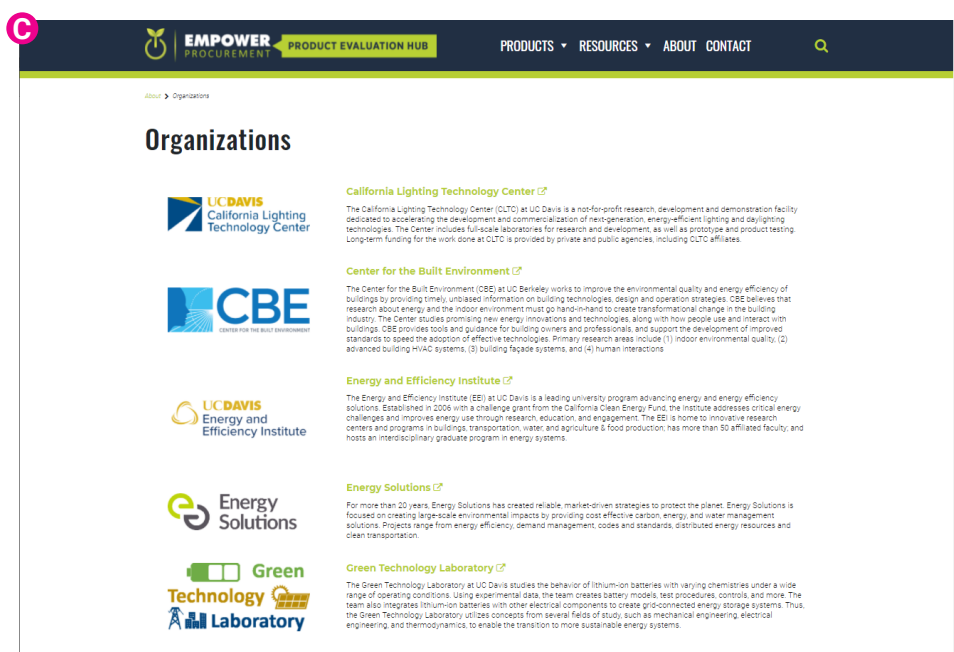 C
EMPOWER
PROCUREMENT
PRODUCT EVALUATION HUB
PRODUCTS
RESOURCES
ABOUT
CONTACT
About > Organizations
Organizations
UCDAVIS
California Lighting
Technology Center
California Lighting Technology Center
The California Lighting Technology Center (CLTC) at UC Davis is a not-for-profit research, development and demonstration facility
dedicated to accelerating the development and commercialization of next-generation, energy-efficient lighting and daylighting
technologies. The Center includes full-scale laboratories for research and development, as well as prototype and product testing.
Long-term funding for the work done at CLTC is provided by private and public agencies, including CLTC affiliates.
CBE
CENTER FOR THE BUILT ENVIRONMENT
Center for the Built Environment
The Center for the Built Environment (CBE) at UC Berkeley works to improve the environmental quality and energy efficiency of
buildings by providing timely, unbiased information on building technologies, design and operation strategies. CBE believes that
research about energy and the indoor environment must go hand-in-hand to create transformational change in the building
industry. The Center studies promising new energy innovations and technologies, along with how people use and interact with
buildings. CBE provides tools and guidance for building owners and professionals, and support the development of improved
standards to speed the adoption of effective technologies. Primary research areas include (1) indoor environmental quality, (2)
advanced building HVAC systems, (3) building façade systems, and (4) human interactions
UCDAVIS
Energy and
Efficiency Institute
Energy and Efficiency Institute
The Energy and Efficiency Institute (EEI) at UC Davis is a leading university program advancing energy and energy efficiency
solutions. Established in 2006 with a challenge grant from the California Clean Energy Fund, the Institute addresses critical energy
challenges and improves energy use through research, education, and engagement. The EEI is home to innovative research
centers and programs in buildings, transportation, water, and agriculture & food production; has more than 50 affiliated faculty; and
hosts an interdisciplinary graduate program in energy systems.
Energy
Solutions
Energy Solutions
For more than 20 years, Energy Solutions has created reliable, market-driven strategies to protect the planet. Energy Solutions is
focused on creating large-scale environmental impacts by providing cost effective carbon, energy, and water management
solutions. Projects range from energy efficiency, demand management, codes and standards, distributed energy resources and
clean transportation.
Green
Technology
Laboratory
Green Technology Laboratory
The Green Technology Laboratory at UC Davis studies the behavior of lithium-ion batteries with varying chemistries under a wide
range of operating conditions. Using experimental data, the team creates battery models, test procedures, controls, and more. The
team also integrates lithium-ion batteries with other electrical components to create grid-connected energy storage systems. Thus,
the Green Technology Laboratory utilizes concepts from several fields of study, such as mechanical engineering, electrical
engineering, and thermodynamics, to enable the transition to more sustainable energy systems.